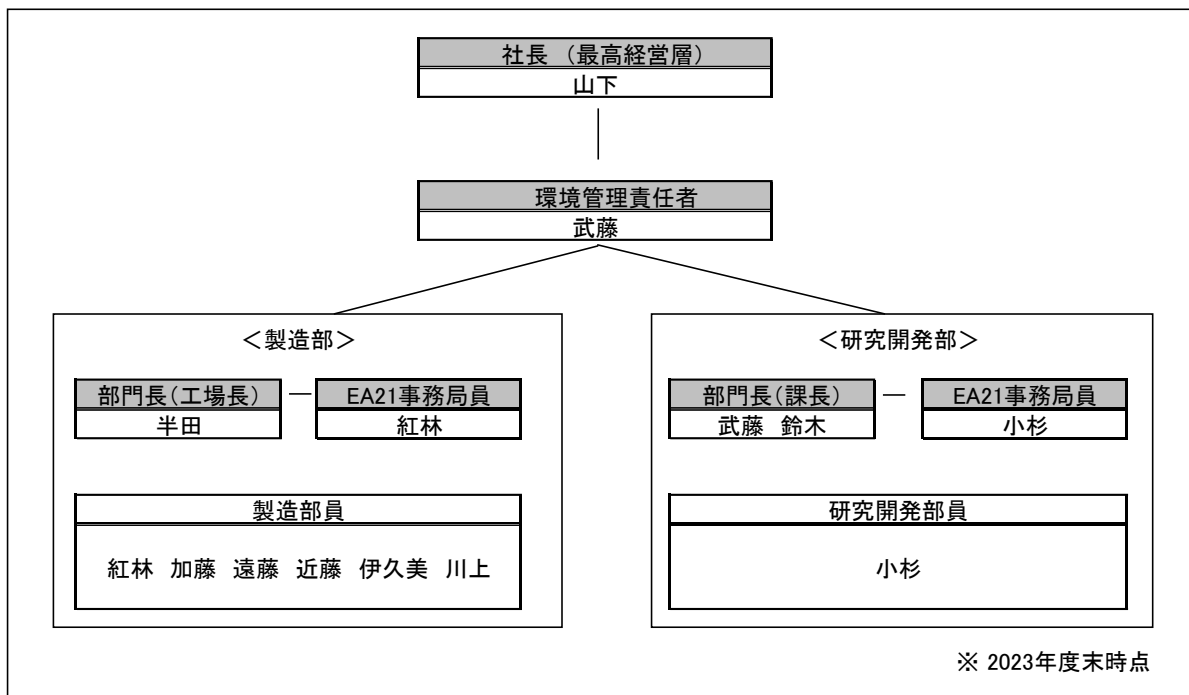 社長 (最高経営層)
山下
環境管理責任者
武藤
＜製造部＞
部門長(工場長) ― EA21事務局員
半田 紅林
製造部員
紅林 加藤 遠藤 近藤 伊久美 川上
＜研究開発部＞
部門長(課長) ― EA21事務局員
武藤 鈴木 小杉
研究開発部員
小杉
※ 2023年度末時点